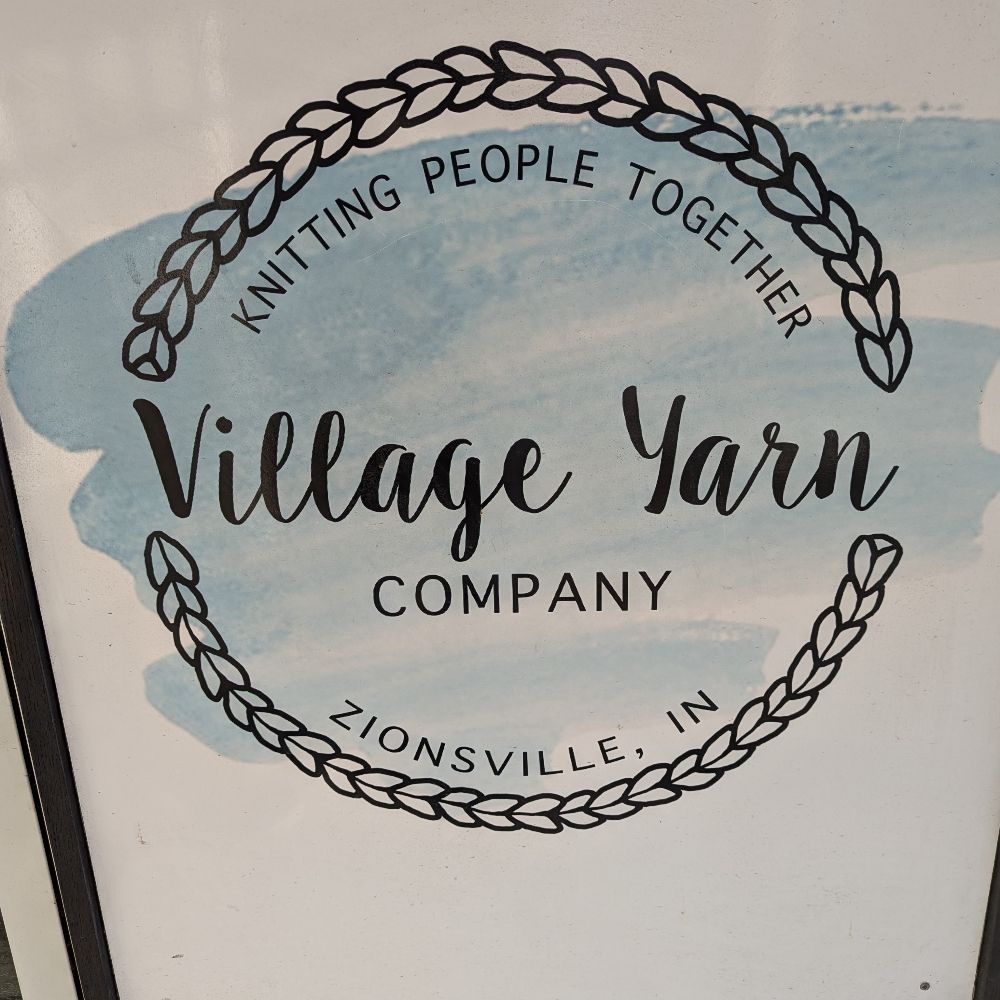 KNITTING PEOPLE TOGETHER
Village Yarn
COMPANY
ZIONSVILLE, IN